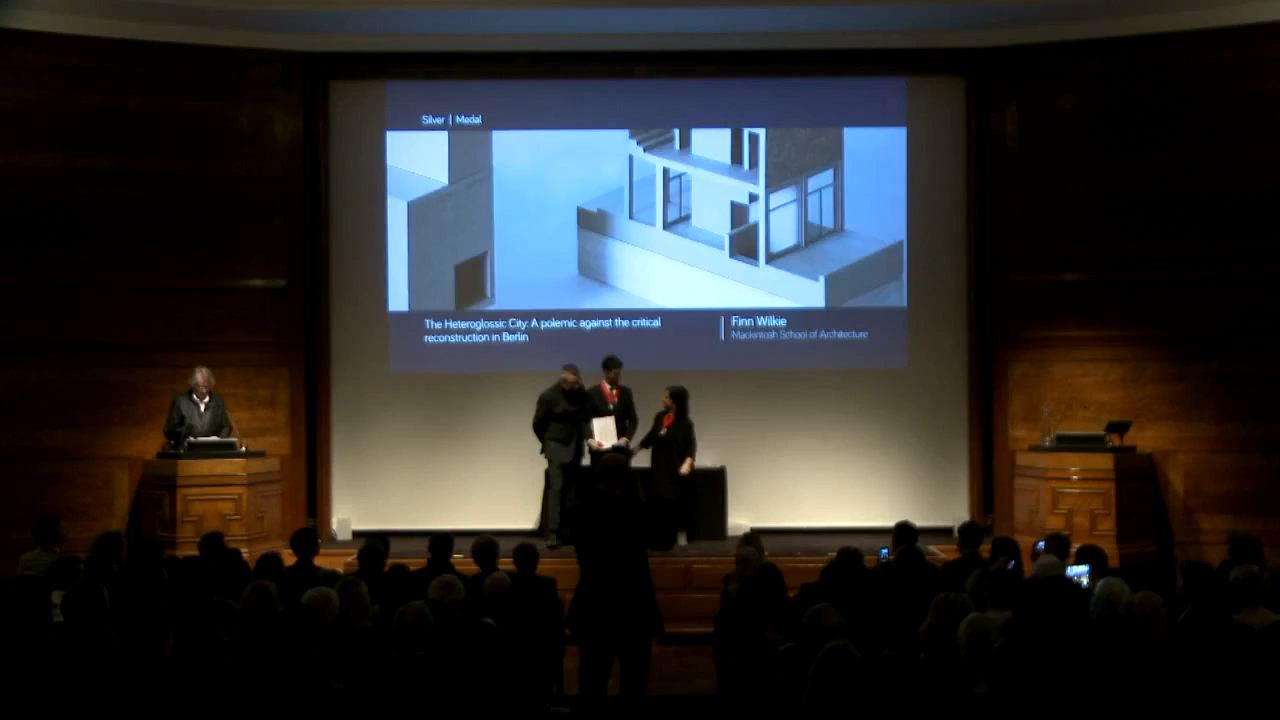 Silver | Medal
The Heteroglossic City: A polemic against the critical
reconstruction in Berlin
Finn Wilkie
Mackintosh School of Architecture